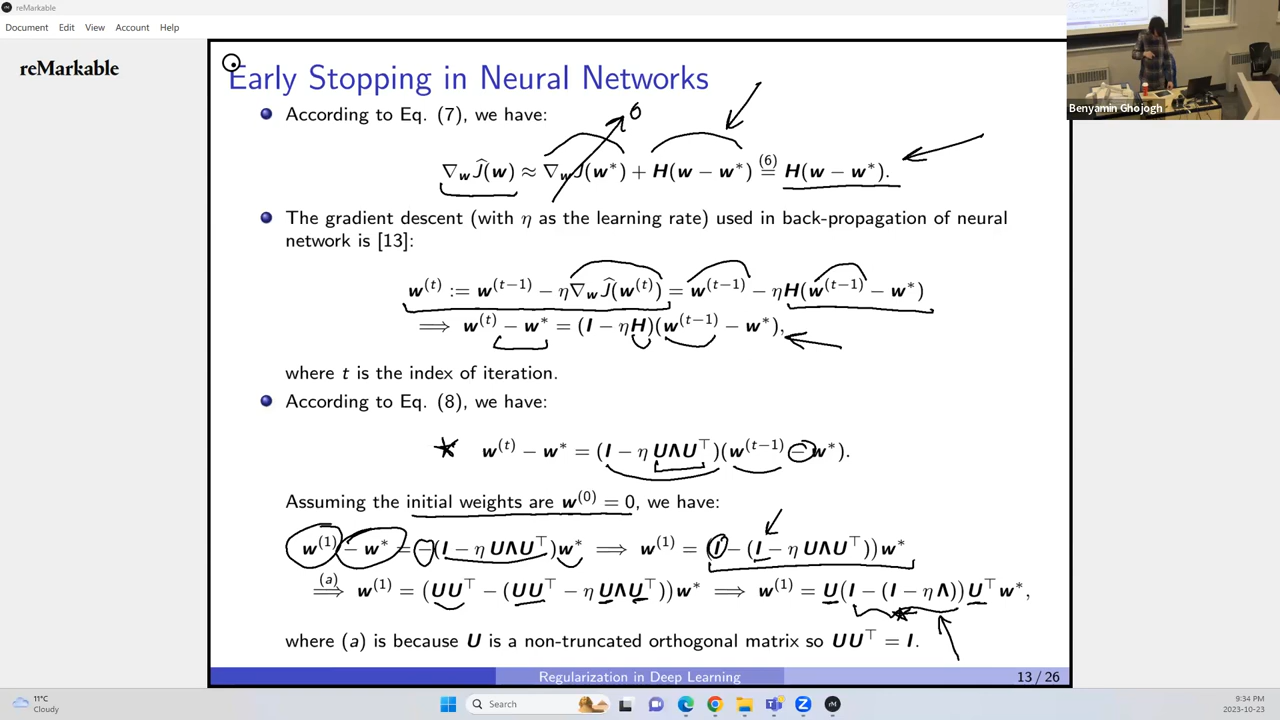 reMarkable
Document Edit View Account Help
reMarkable
Benyamin Ghojogh
Early Stopping in Neural Networks
According to Eq. (7), we have:
0
∇_w Ĵ(w) ≈ ∇_w Ĵ(w*) + H(w − w*) (6)= H(w − w*).
The gradient descent (with η as the learning rate) used in back-propagation of neural
network is [13]:
w^(t) := w^(t−1) − η∇_w Ĵ(w^(t)) = w^(t−1) − ηH(w^(t−1) − w*)
⟹ w^(t) − w* = (I − ηH)(w^(t−1) − w*),
where t is the index of iteration.
According to Eq. (8), we have:
w^(t) − w* = (I − η UΛU^⊤)(w^(t−1) − w*).
Assuming the initial weights are w^(0) = 0, we have:
w^(1) − w* = −(I − η UΛU^⊤)w* ⟹ w^(1) = (I − (I − η UΛU^⊤))w*
(a)⟹ w^(1) = (UU^⊤ − (UU^⊤ − η UΛU^⊤))w* ⟹ w^(1) = U(I − (I − η Λ))U^⊤w*,
where (a) is because U is a non-truncated orthogonal matrix so UU^⊤ = I.
Regularization in Deep Learning
13 / 26
11°C
Cloudy
Search
9:34 PM
2023-10-23